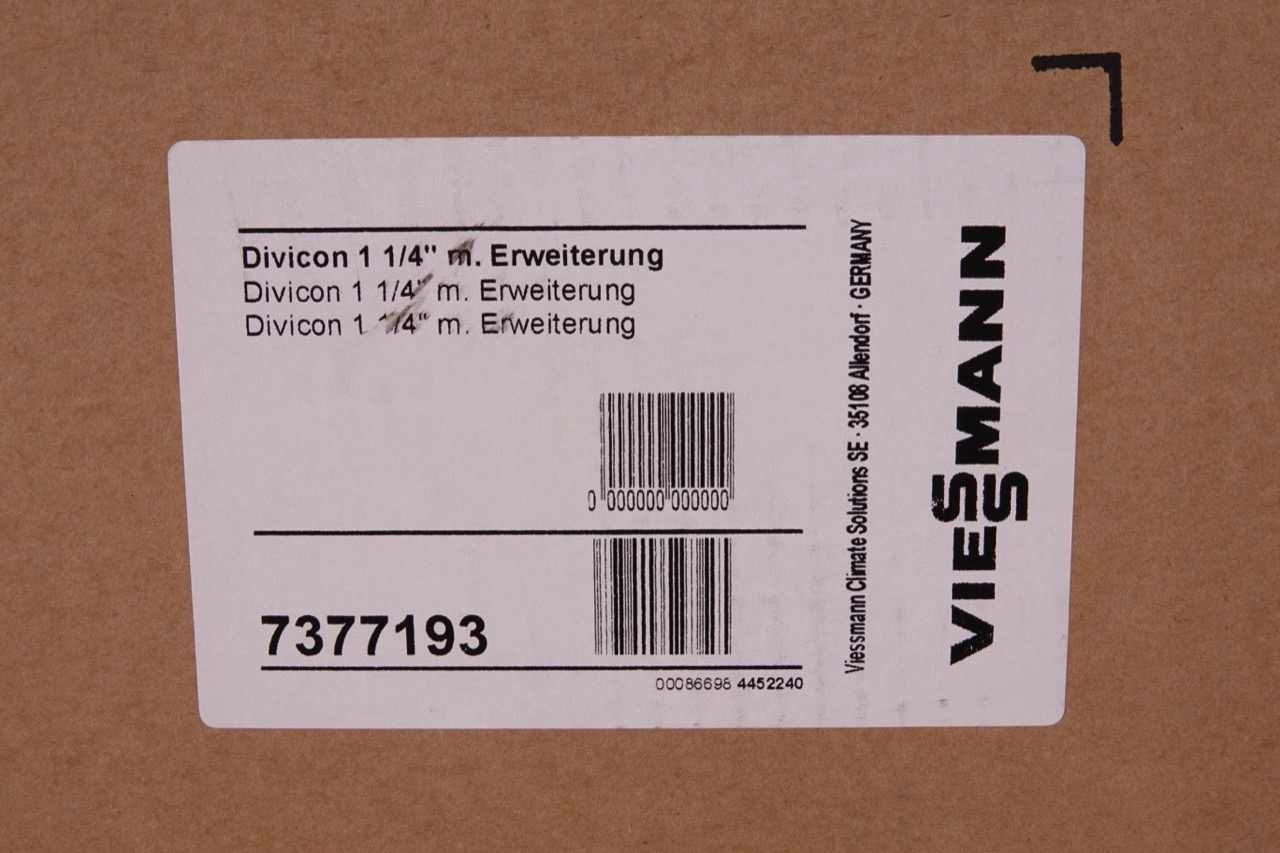 Divicon 1 1/4" m. Erweiterung
Divicon 1 1/4" m. Erweiterung
Divicon 1 1/4" m. Erweiterung
0 000000 000000
7377193
00086698 4452240
Viessmann Climate Solutions SE · 35108 Allendorf · GERMANY
VIESSMANN